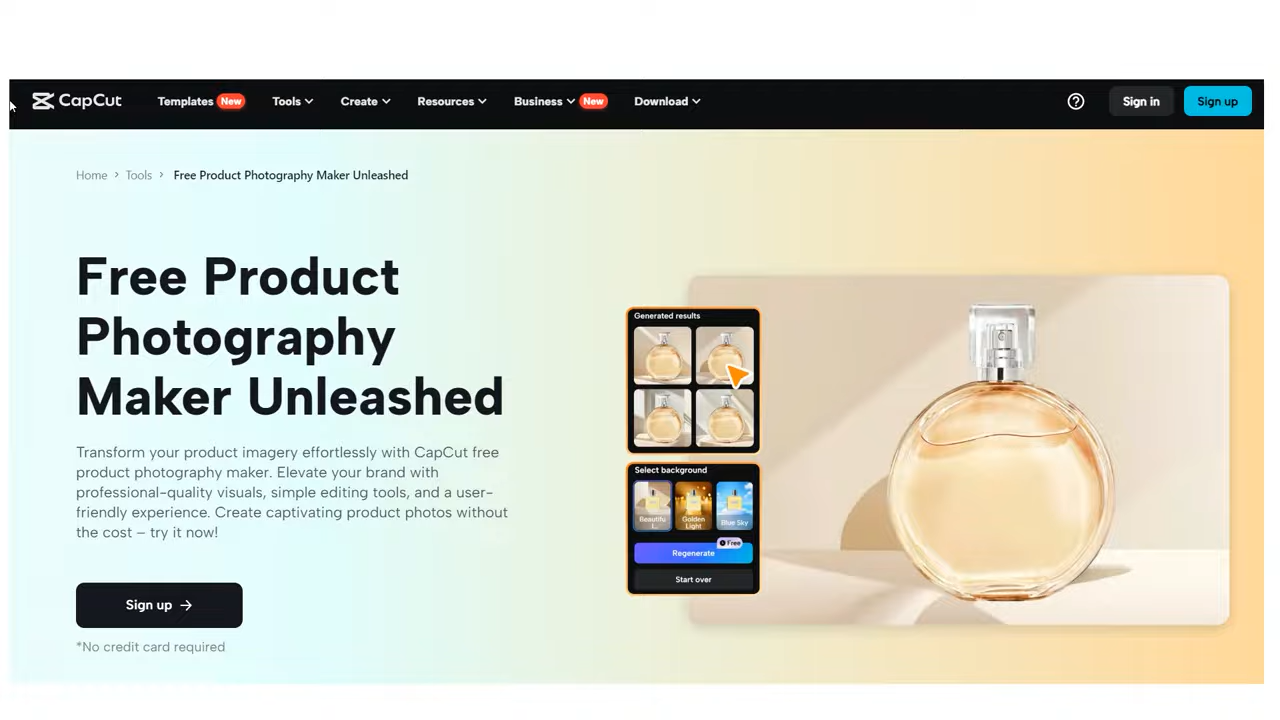 CapCut
Templates New
Tools
Create
Resources
Business New
Download
Sign in
Sign up
Home > Tools > Free Product Photography Maker Unleashed
Free Product
Photography
Maker Unleashed
Transform your product imagery effortlessly with CapCut free
product photography maker. Elevate your brand with
professional-quality visuals, simple editing tools, and a user-
friendly experience. Create captivating product photos without
the cost – try it now!
Sign up →
*No credit card required
Generated results
Select background
Beautifu
l..
Golden
Light
Blue Sky
Free
Regenerate
Start over